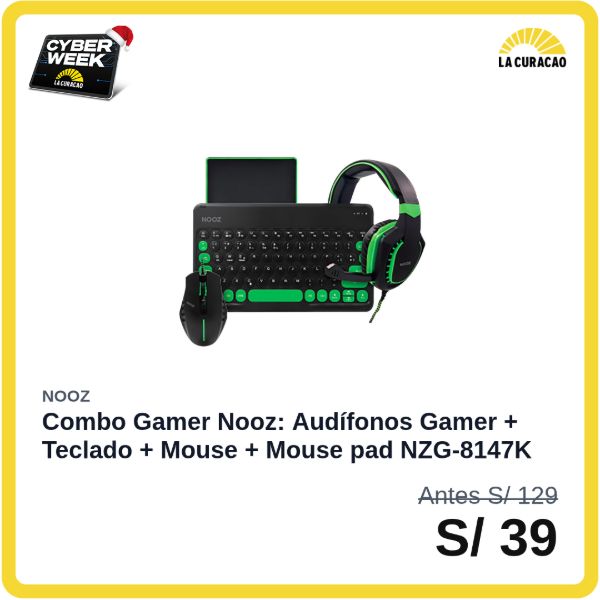 CYBER
WEEK
LA CURACAO
LA CURACAO
NOOZ
NOOZ
Combo Gamer Nooz: Audífonos Gamer +
Teclado + Mouse + Mouse pad NZG-8147K
Antes S/ 129
S/ 39